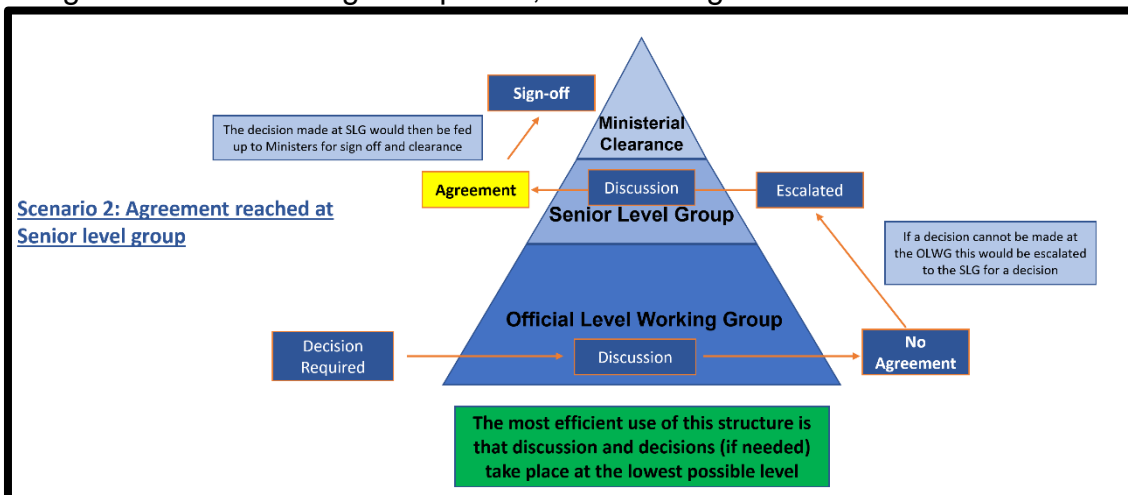 Sign-off
Ministerial
Clearance
The decision made at SLG would then be fed
up to Ministers for sign off and clearance
Agreement
Discussion
Escalated
Scenario 2: Agreement reached at
Senior level group
Senior Level Group
If a decision cannot be made at
the OLWG this would be escalated
to the SLG for a decision
Official Level Working Group
Decision
Required
Discussion
No
Agreement
The most efficient use of this structure is
that discussion and decisions (if needed)
take place at the lowest possible level